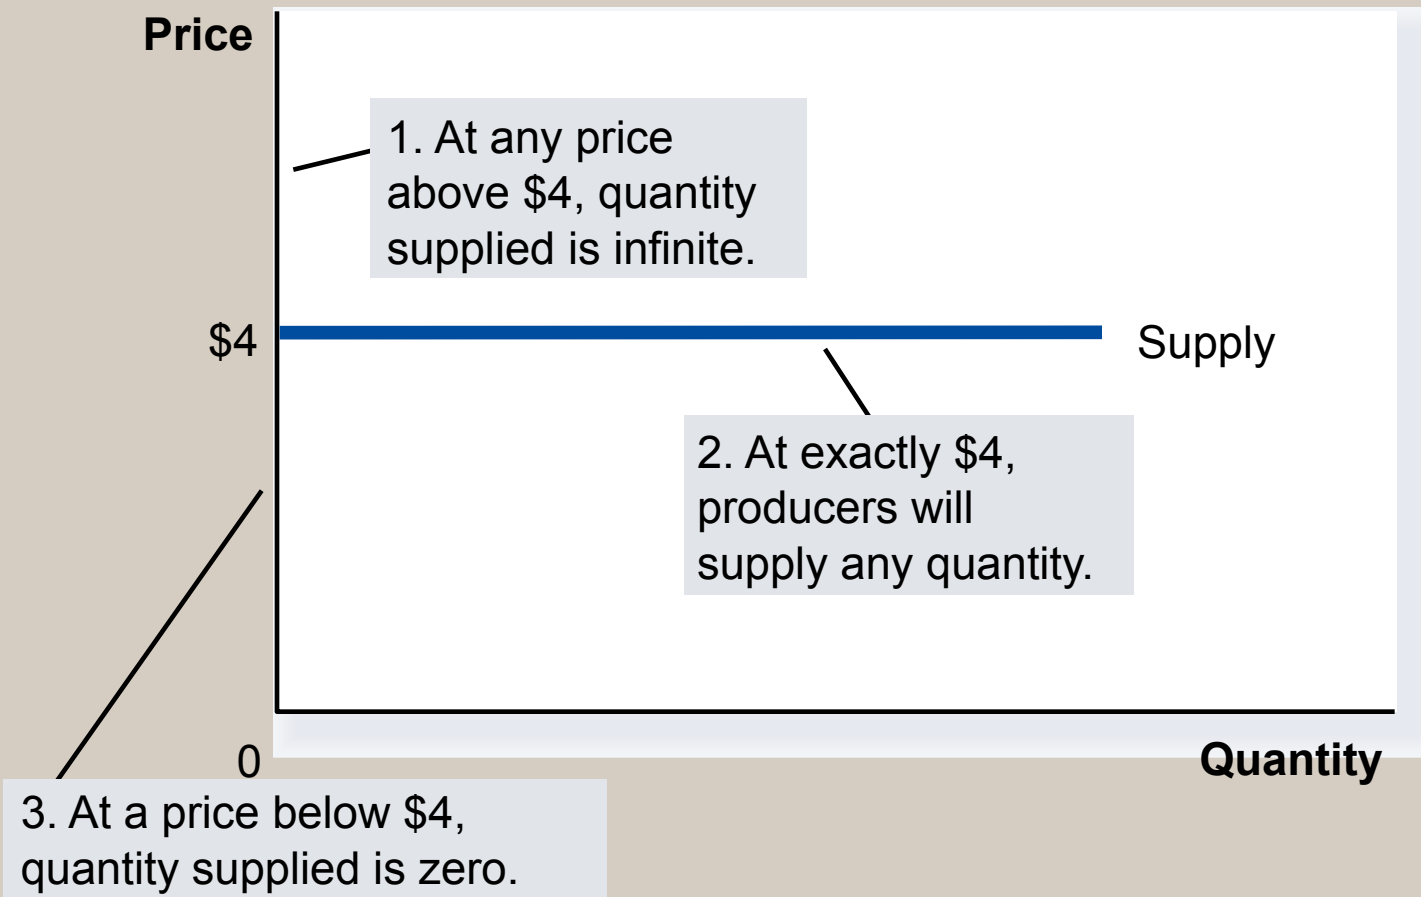 Price
1. At any price
above $4, quantity
supplied is infinite.
$4
Supply
2. At exactly $4,
producers will
supply any quantity.
0
Quantity
3. At a price below $4,
quantity supplied is zero.